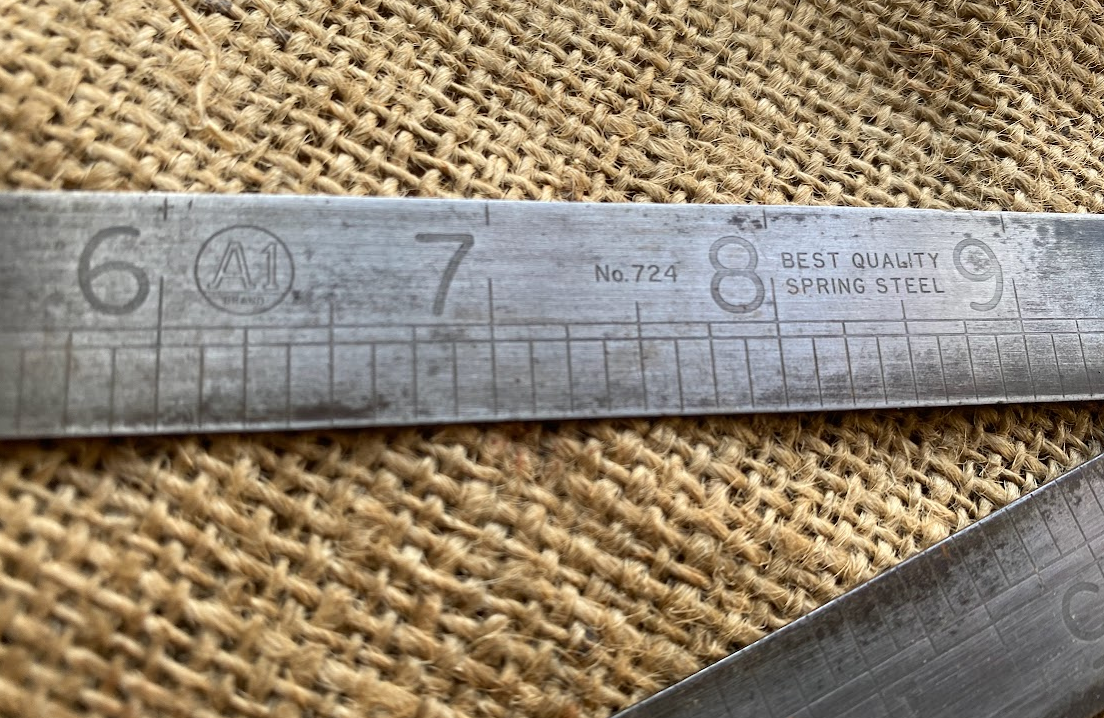 6 A1 7 No.724 8 BEST QUALITY 9
BRAND SPRING STEEL